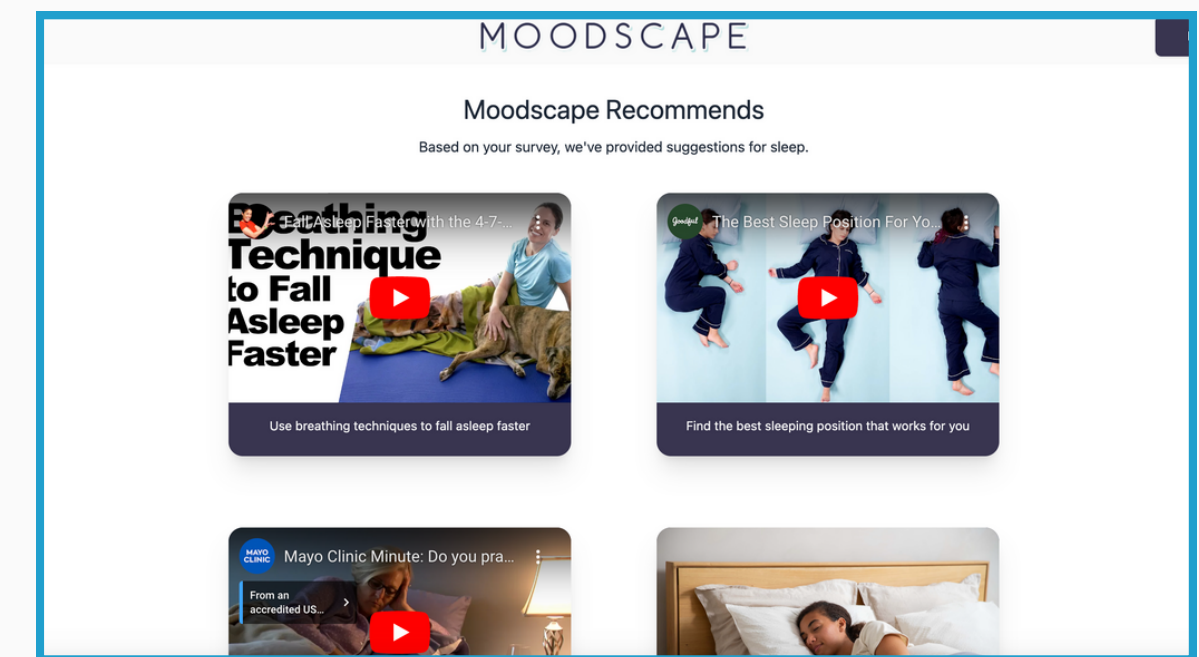 MOODSCAPE
Moodscape Recommends
Based on your survey, we've provided suggestions for sleep.
Fall Asleep Faster with the 4-7-...
Breathing
Technique
to Fall
Asleep
Faster
Use breathing techniques to fall asleep faster
Goodful
The Best Sleep Position For Yo...
Find the best sleeping position that works for you
MAYO
CLINIC
Mayo Clinic Minute: Do you pra...
From an
accredited US...